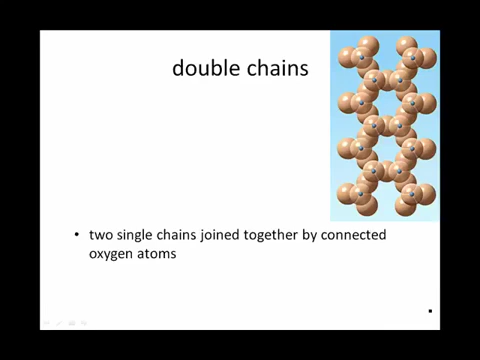 double chains
• two single chains joined together by connected
oxygen atoms